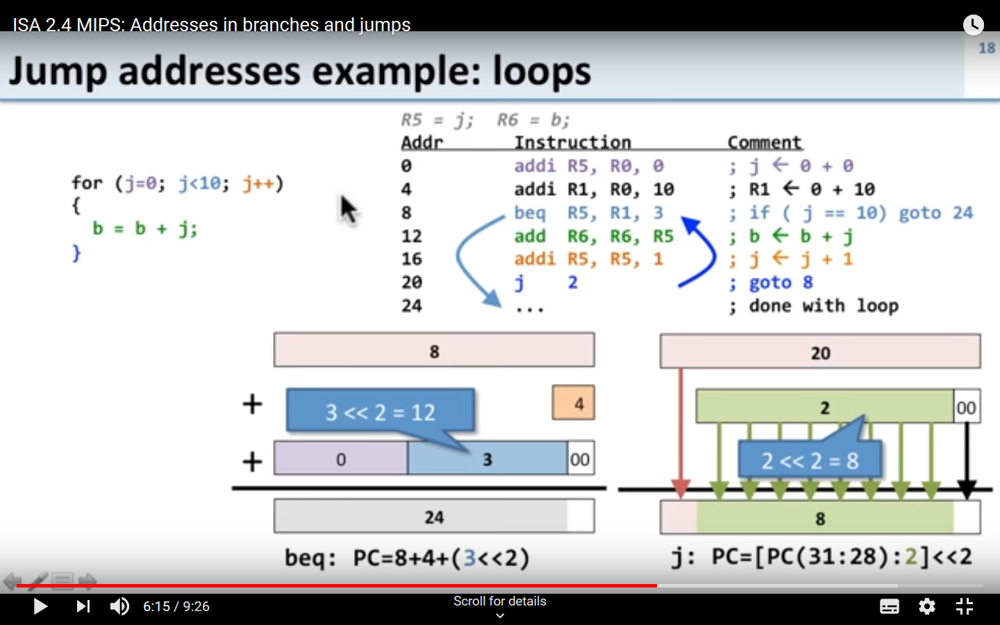 ISA 2.4 MIPS: Addresses in branches and jumps
18
Jump addresses example: loops
for (j=0; j<10; j++)
{
b = b + j;
}
R5 = j; R6 = b;
Addr Instruction Comment
0 addi R5, R0, 0 ; j ← 0 + 0
4 addi R1, R0, 10 ; R1 ← 0 + 10
8 beq R5, R1, 3 ; if ( j == 10) goto 24
12 add R6, R6, R5 ; b ← b + j
16 addi R5, R5, 1 ; j ← j + 1
20 j 2 ; goto 8
24 ... ; done with loop
8
+ 3 << 2 = 12 4
+ 0 3 00
24
beq: PC=8+4+(3<<2)
20
2 00
2 << 2 = 8
8
j: PC=[PC(31:28):2]<<2
6:15 / 9:26
Scroll for details